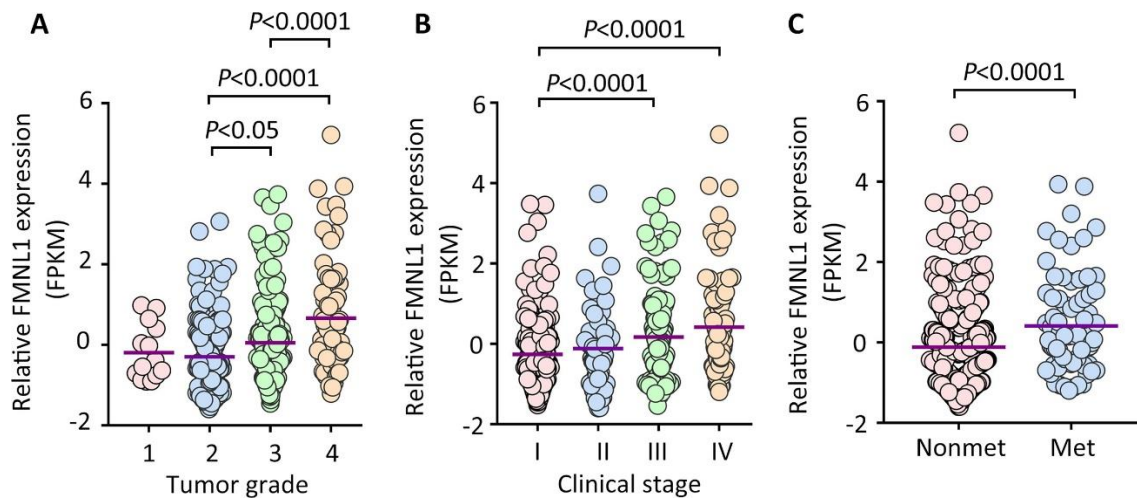 A
P<0.0001
P<0.0001
P<0.05
Relative FMNL1 expression
(FPKM)
6
4
2
0
-2
1 2 3 4
Tumor grade
B
P<0.0001
P<0.0001
Relative FMNL1 expression
(FPKM)
6
4
2
0
-2
I II III IV
Clinical stage
C
P<0.0001
Relative FMNL1 expression
(FPKM)
6
4
2
0
-2
Nonmet Met